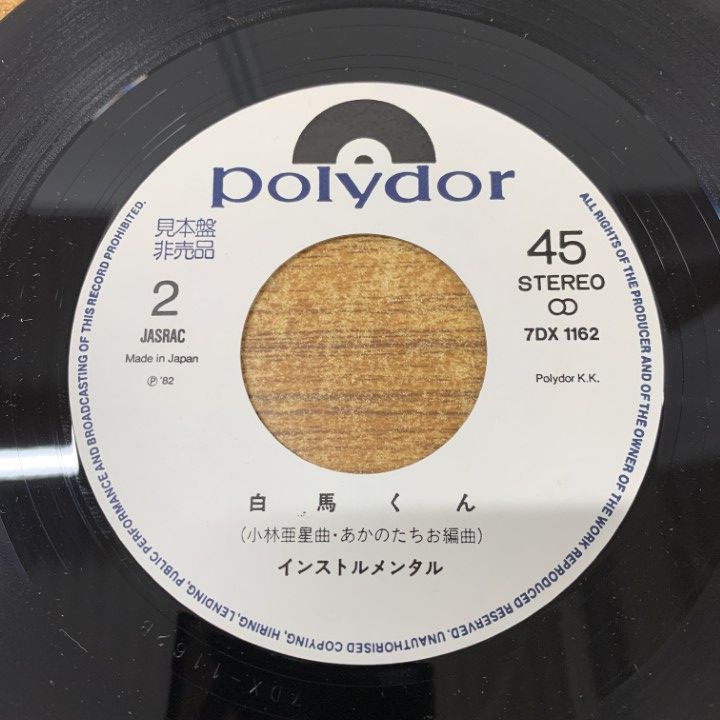 polydor
見本盤
非売品
2
JASRAC
Made in Japan
Ⓟ '82
45
STEREO
7DX 1162
Polydor K.K.
白馬くん
(小林亜星曲・あかのたちお編曲)
インストルメンタル
ALL RIGHTS OF THE PRODUCER AND OF THE OWNER OF THE WORK REPRODUCED RESERVED. UNAUTHORISED COPYING, HIRING, LENDING, PUBLIC PERFORMANCE AND BROADCASTING OF THIS RECORD PROHIBITED.